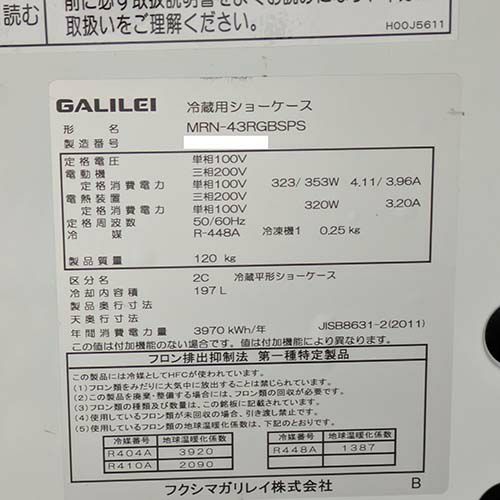 読む
前に必ず取扱説明書をよくお読みになり、
取扱いをご理解ください。
H00J5611
GALILEI 冷蔵用ショーケース
形 名 MRN-43RGBSPS
製造番号
定格電圧 単相100V
三相200V
電動機
定格消費電力 単相100V 323/353W 4.11/3.96A
三相200V
電熱装置
定格消費電力 単相100V 320W 3.20A
三相200V
定格周波数 50/60Hz
冷 媒 R-448A 冷凍機1 0.25kg
製品質量 120 kg
区分名 2C 冷蔵平形ショーケース
冷却内容積 197 L
製品奥行寸法
天奥行寸法
年間消費電力量 3970 kWh/年 JISB8631-2(2011)
この値は付加機能のない場合です。値は付加機能により異なります。
フロン排出抑制法 第一種特定製品
この製品には冷媒としてHFCが使われています。
(1)フロン類をみだりに大気中に放出することは禁じられています。
(2)この製品を廃棄・整備する場合には、フロン類の回収が必要です。
(3)フロン類の種類及び数量は、この銘板に記載されています。
(4)使用しているフロン類が未回収の場合、引き渡し禁止です。
(5)使用しているフロン類の地球温暖化係数は、下記のとおりです。
冷媒番号 地球温暖化係数 冷媒番号 地球温暖化係数
R404A 3920 R448A 1387
R410A 2090
フクシマガリレイ株式会社 B